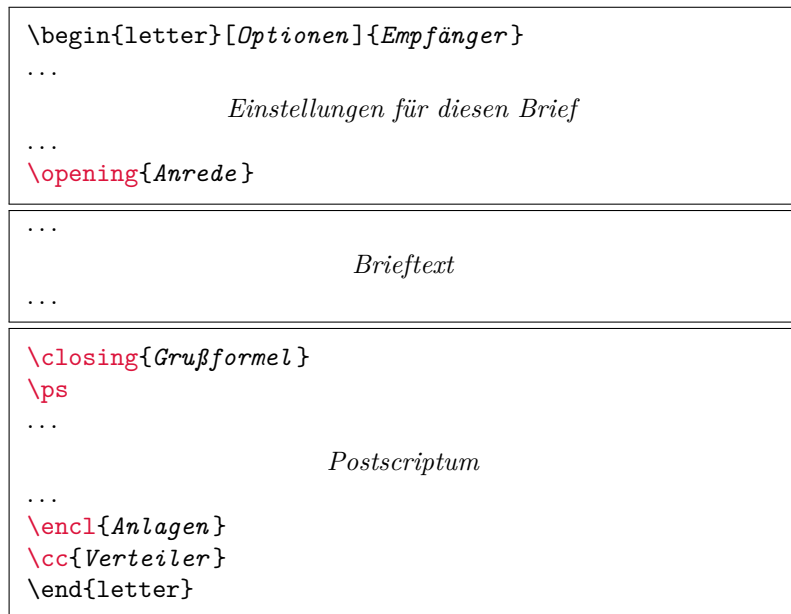 \begin{letter}[Optionen]{Empfänger}
...
Einstellungen für diesen Brief
...
\opening{Anrede}
...
Brieftext
...
\closing{Grußformel}
\ps
...
Postscriptum
...
\encl{Anlagen}
\cc{Verteiler}
\end{letter}